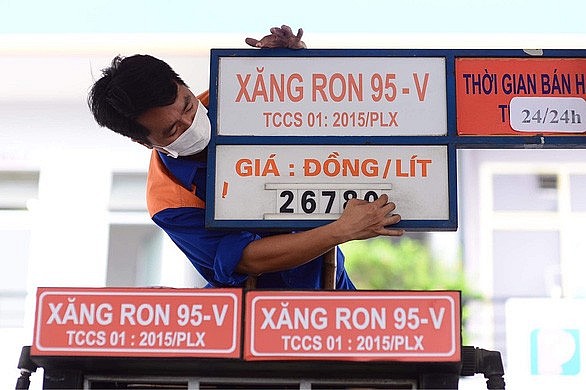 XĂNG RON 95-V
TCCS 01: 2015/PLX
THỜI GIAN BÁN
24/24h
GIÁ : ĐỒNG/LÍT
26780
XĂNG RON 95-V
TCCS 01 : 2015/PLX
XĂNG RON 95-V
TCCS 01 : 2015/PLX